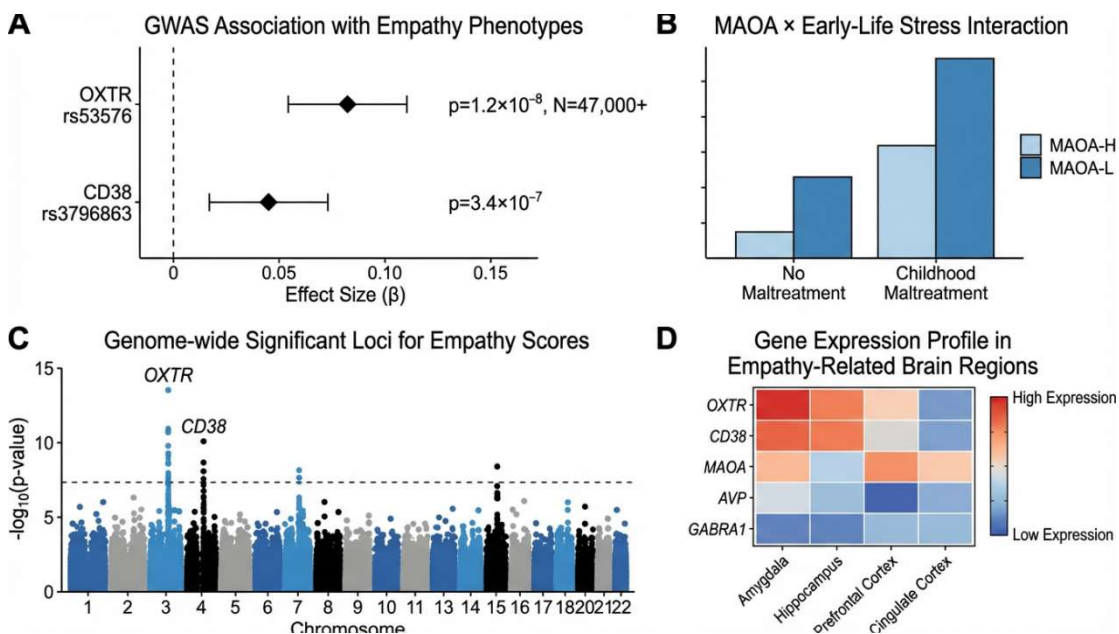 A
GWAS Association with Empathy Phenotypes
OXTR
rs53576
p=1.2×10⁻⁸, N=47,000+
CD38
rs3796863
p=3.4×10⁻⁷
0 0.05 0.10 0.15
Effect Size (β)
B
MAOA × Early-Life Stress Interaction
MAOA-H
MAOA-L
No
Maltreatment
Childhood
Maltreatment
C
Genome-wide Significant Loci for Empathy Scores
15
10
5
0
-log₁₀(p-value)
OXTR
CD38
1 2 3 4 5 6 7 8 9 10 11 13 14 15 16 17 18 20 21 22
Chromosome
D
Gene Expression Profile in
Empathy-Related Brain Regions
OXTR
CD38
MAOA
AVP
GABRA1
Amygdala
Hippocampus
Prefrontal Cortex
Cingulate Cortex
High Expression
Low Expression